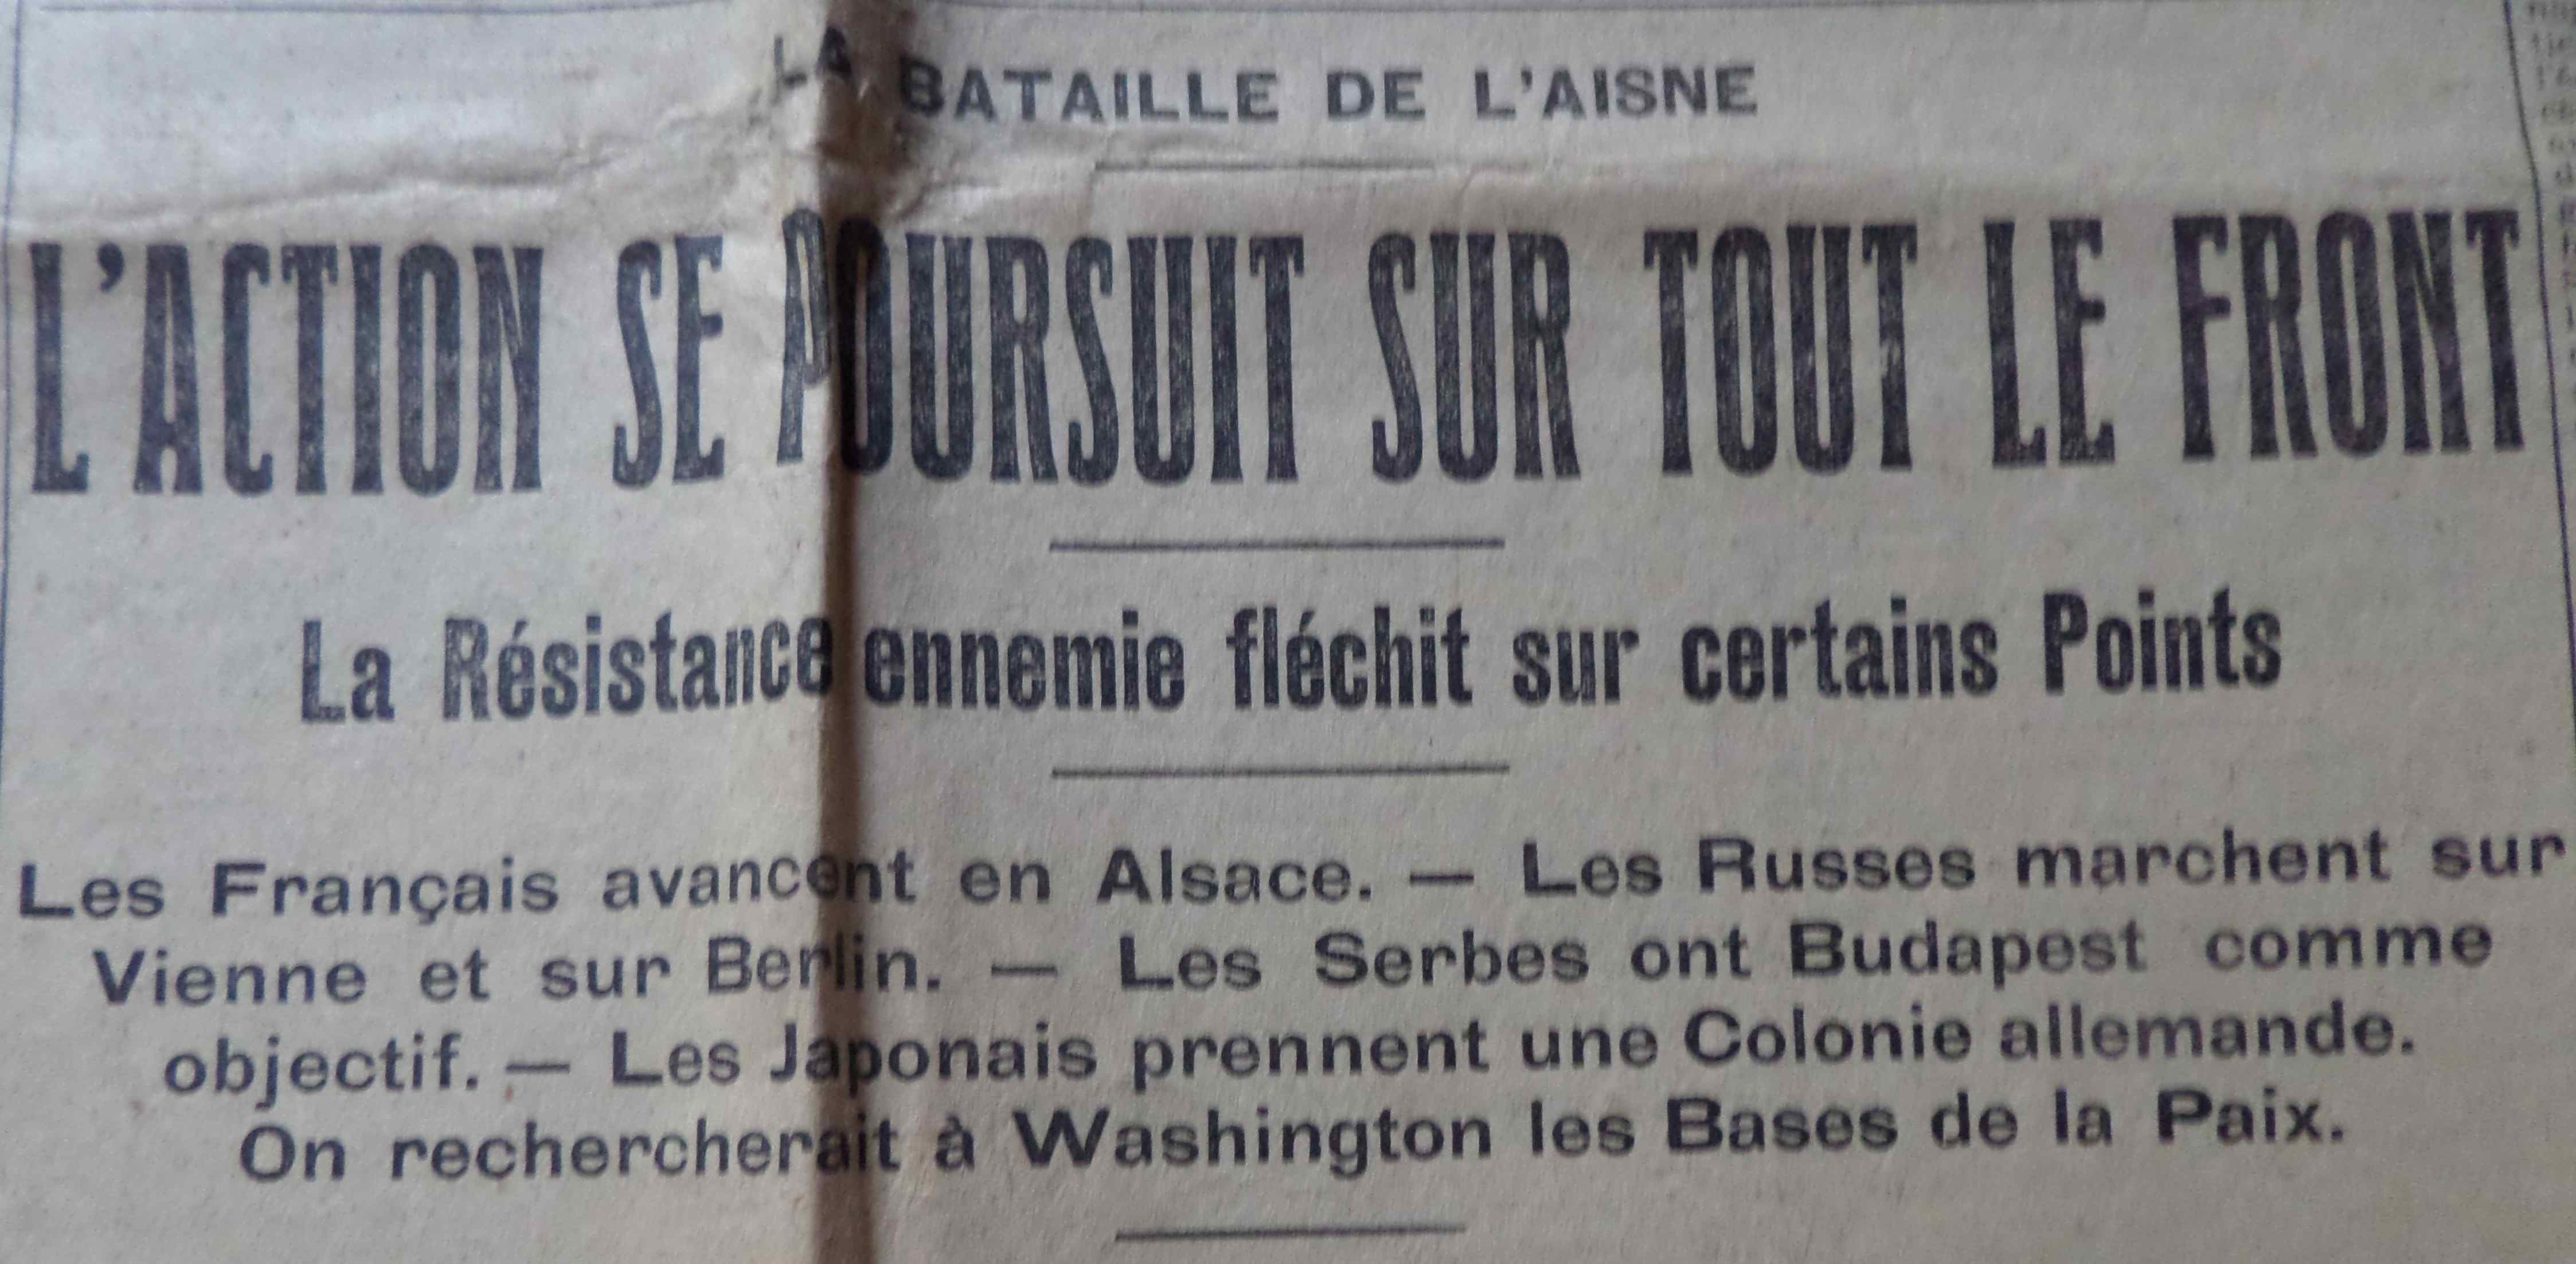 LA BATAILLE DE L'AISNE
L'ACTION SE POURSUIT SUR TOUT LE FRONT
La Résistance ennemie fléchit sur certains Points
Les Français avancent en Alsace. — Les Russes marchent sur
Vienne et sur Berlin. — Les Serbes ont Budapest comme
objectif. — Les Japonais prennent une Colonie allemande.
On rechercherait à Washington les Bases de la Paix.